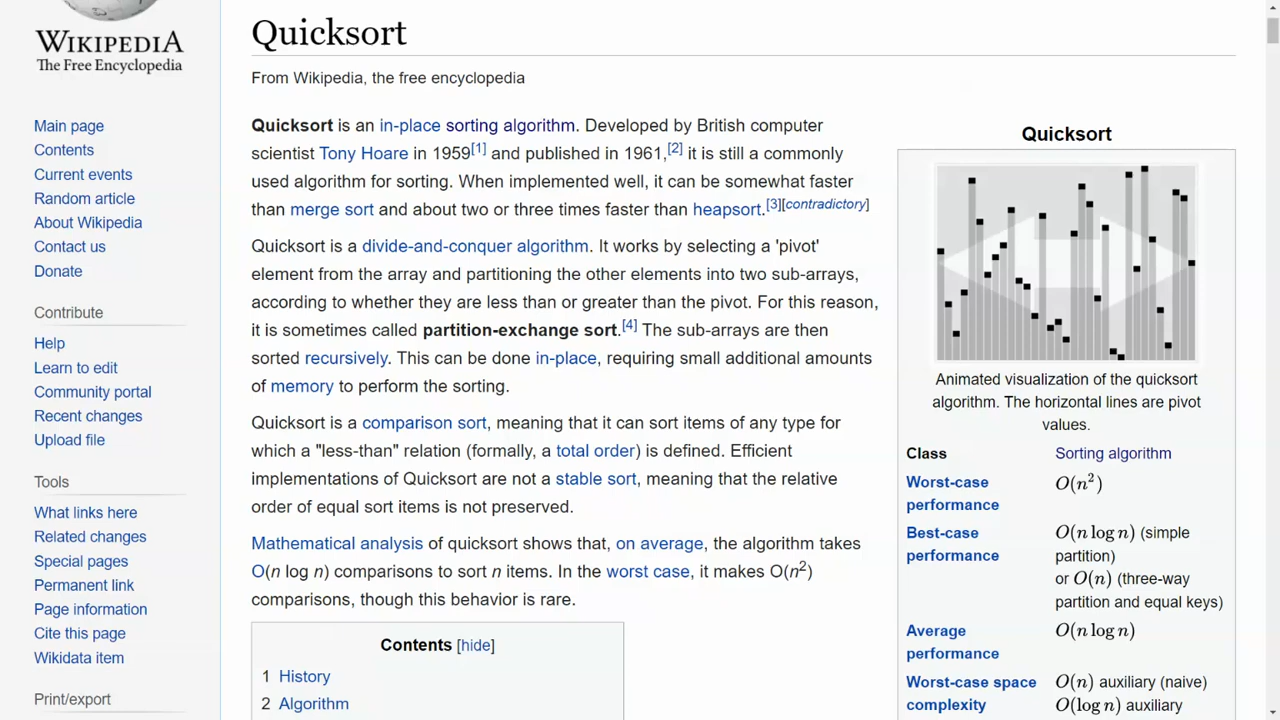 WIKIPEDIA
The Free Encyclopedia
Main page
Contents
Current events
Random article
About Wikipedia
Contact us
Donate
Contribute
Help
Learn to edit
Community portal
Recent changes
Upload file
Tools
What links here
Related changes
Special pages
Permanent link
Page information
Cite this page
Wikidata item
Print/export
Quicksort
From Wikipedia, the free encyclopedia
Quicksort is an in-place sorting algorithm. Developed by British computer
scientist Tony Hoare in 1959[1] and published in 1961,[2] it is still a commonly
used algorithm for sorting. When implemented well, it can be somewhat faster
than merge sort and about two or three times faster than heapsort.[3][contradictory]
Quicksort is a divide-and-conquer algorithm. It works by selecting a 'pivot'
element from the array and partitioning the other elements into two sub-arrays,
according to whether they are less than or greater than the pivot. For this reason,
it is sometimes called partition-exchange sort.[4] The sub-arrays are then
sorted recursively. This can be done in-place, requiring small additional amounts
of memory to perform the sorting.
Quicksort is a comparison sort, meaning that it can sort items of any type for
which a "less-than" relation (formally, a total order) is defined. Efficient
implementations of Quicksort are not a stable sort, meaning that the relative
order of equal sort items is not preserved.
Mathematical analysis of quicksort shows that, on average, the algorithm takes
O(n log n) comparisons to sort n items. In the worst case, it makes O(n²)
comparisons, though this behavior is rare.
Contents [hide]
1 History
2 Algorithm
Quicksort
Animated visualization of the quicksort
algorithm. The horizontal lines are pivot
values.
Class Sorting algorithm
Worst-case performance O(n²)
Best-case performance O(n log n) (simple
partition)
or O(n) (three-way
partition and equal keys)
Average performance O(n log n)
Worst-case space complexity O(n) auxiliary (naive)
O(log n) auxiliary